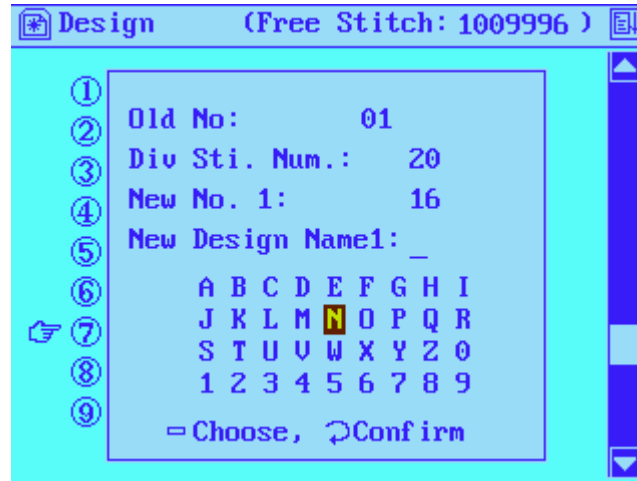 Design (Free Stitch: 1009996 )
①
②
③
④
⑤
⑥
⑦
⑧
⑨
Old No: 01
Div Sti. Num.: 20
New No. 1: 16
New Design Name1: _
A B C D E F G H I
J K L M N O P Q R
S T U V W X Y Z 0
1 2 3 4 5 6 7 8 9
Choose, Confirm